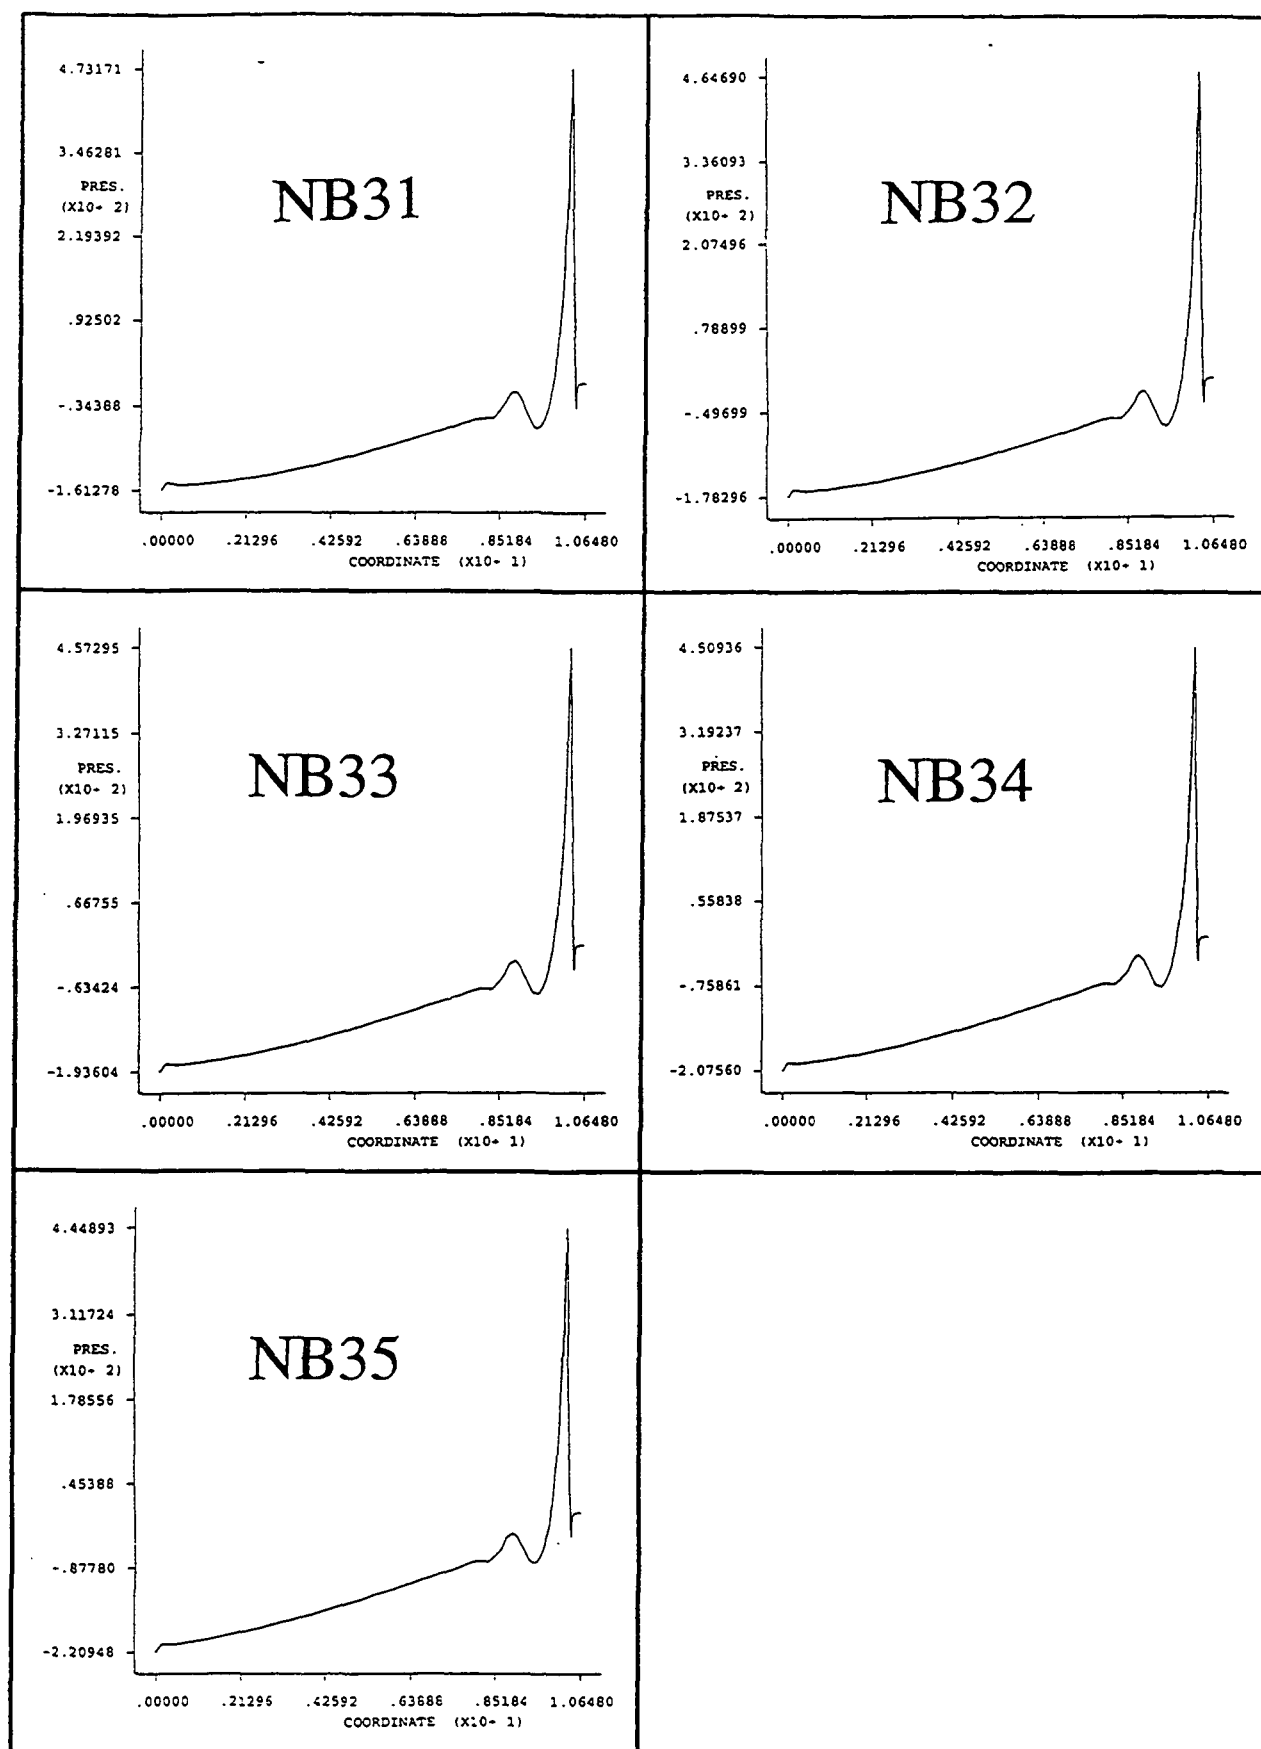 4.73171
3.46281
NB31
PRES.
(X10+ 2)
2.19392
.92502
-.34388
-1.61278
.00000 .21296 .42592 .63888 .85184 1.06480
COORDINATE (X10+ 1)
4.64690
3.36093
NB32
PRES.
(X10+ 2)
2.07496
.78899
-.49699
-1.78296
.00000 .21296 .42592 .63888 .85184 1.06480
COORDINATE (X10+ 1)
4.57295
3.27115
NB33
PRES.
(X10+ 2)
1.96935
.66755
-.63424
-1.93604
.00000 .21296 .42592 .63888 .85184 1.06480
COORDINATE (X10+ 1)
4.50936
3.19237
NB34
PRES.
(X10+ 2)
1.87537
.55838
-.75861
-2.07560
.00000 .21296 .42592 .63888 .85184 1.06480
COORDINATE (X10+ 1)
4.44893
3.11724
NB35
PRES.
(X10+ 2)
1.78556
.45388
-.87780
-2.20948
.00000 .21296 .42592 .63888 .85184 1.06480
COORDINATE (X10+ 1)